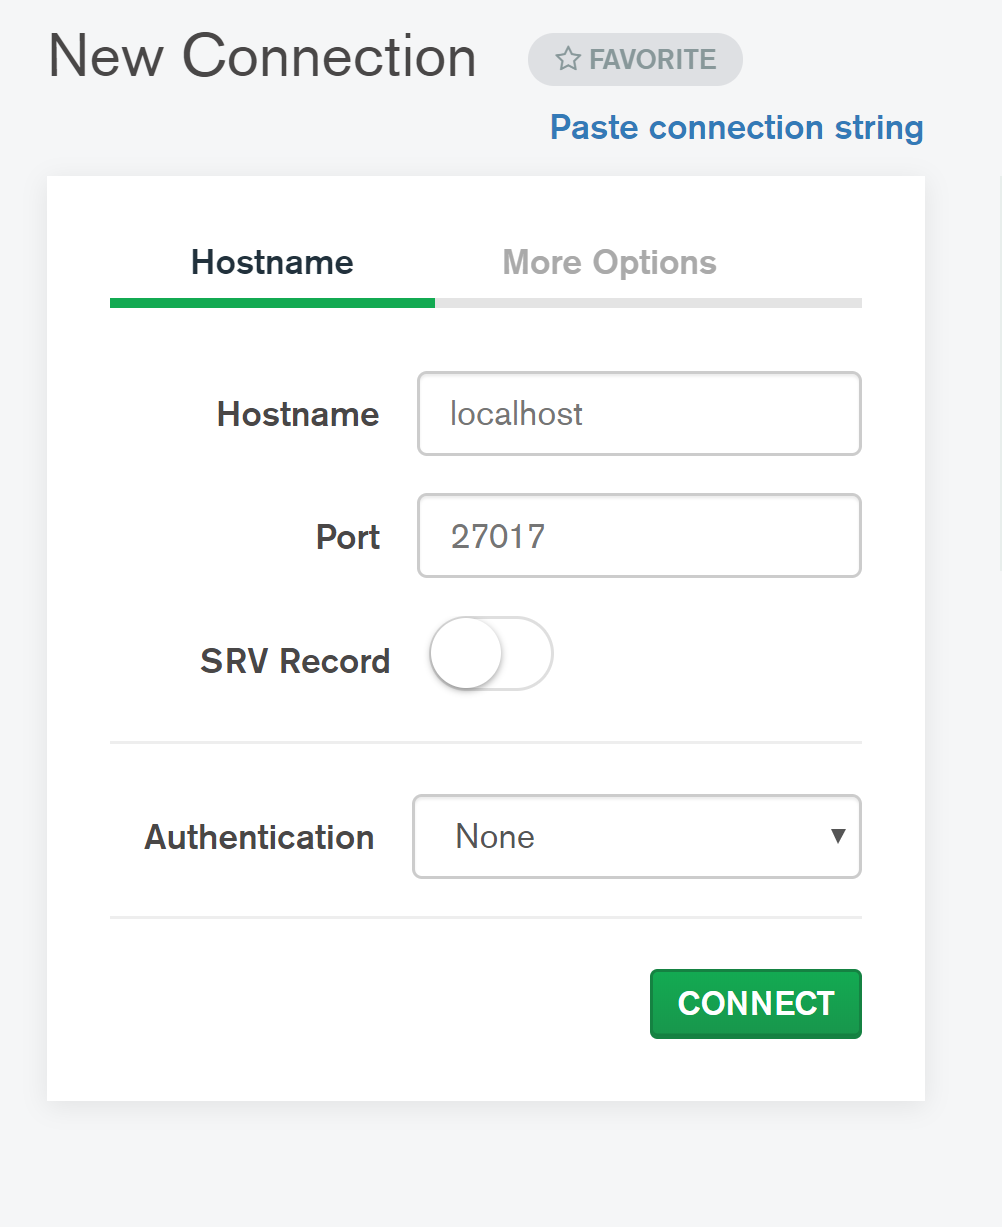 New Connection
FAVORITE
Paste connection string
Hostname
More Options
Hostname
localhost
Port
27017
SRV Record
Authentication
None
CONNECT